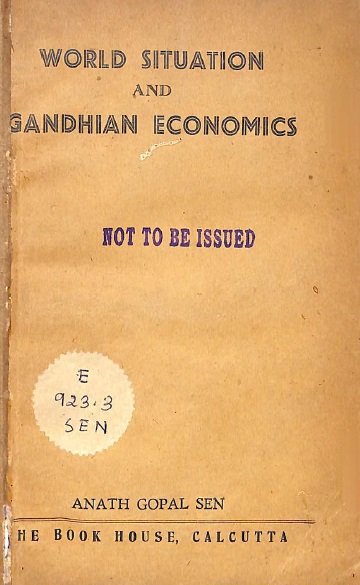 WORLD SITUATION
AND
GANDHIAN ECONOMICS
NOT TO BE ISSUED
E
923.3
SEN
ANATH GOPAL SEN
HE BOOK HOUSE, CALCUTTA